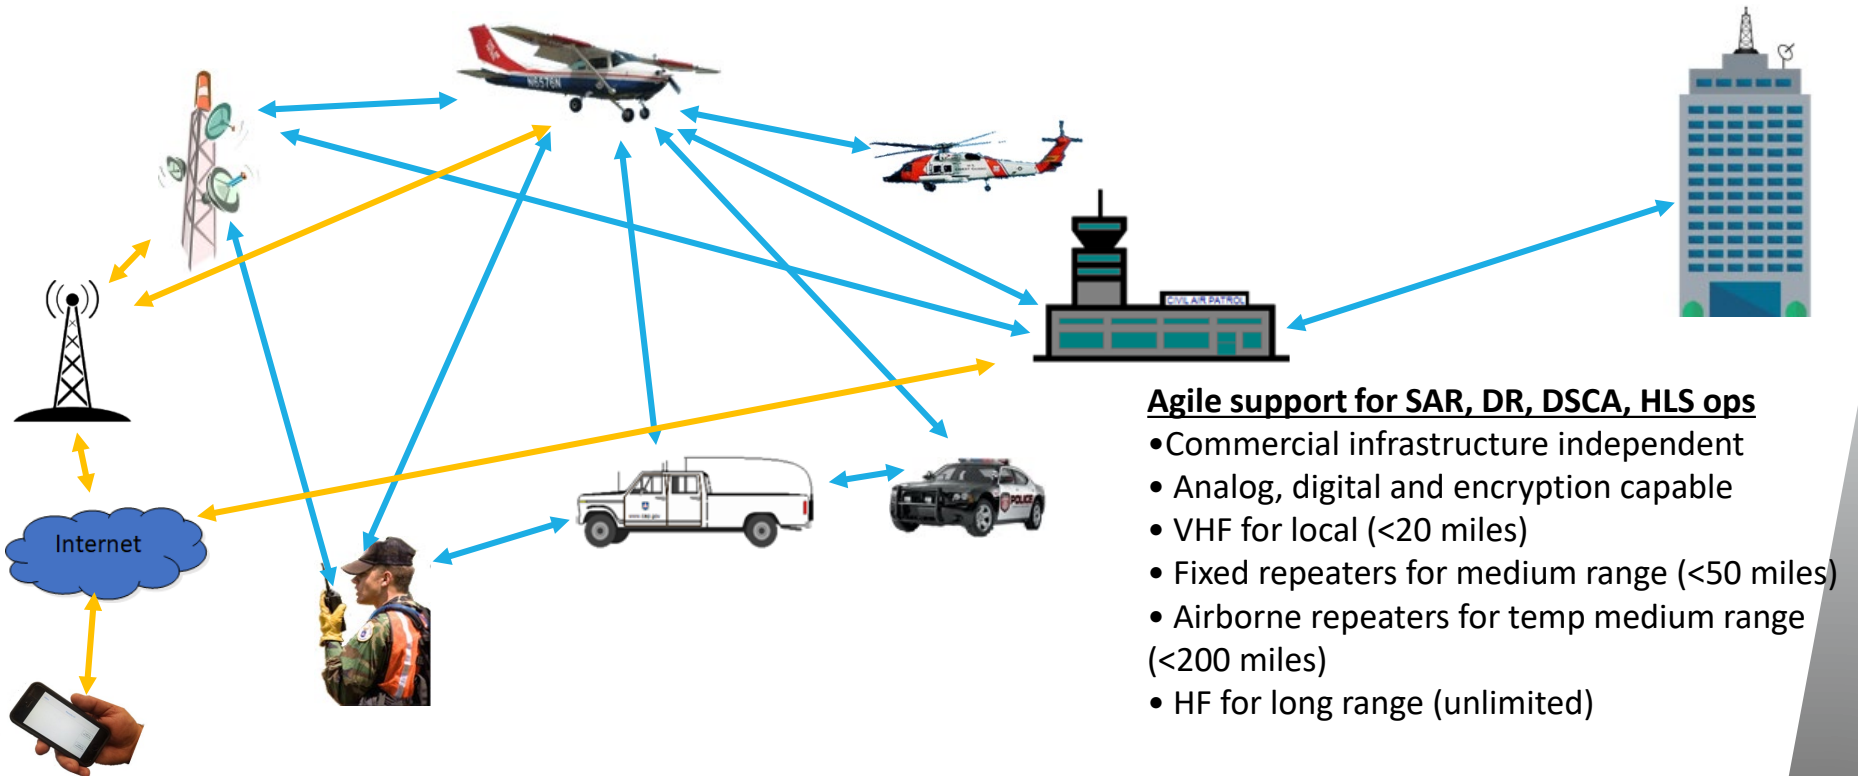 N6576N
CIVIL AIR PATROL
Agile support for SAR, DR, DSCA, HLS ops
•Commercial infrastructure independent
• Analog, digital and encryption capable
• VHF for local (<20 miles)
• Fixed repeaters for medium range (<50 miles)
• Airborne repeaters for temp medium range
(<200 miles)
• HF for long range (unlimited)
POLICE
Internet